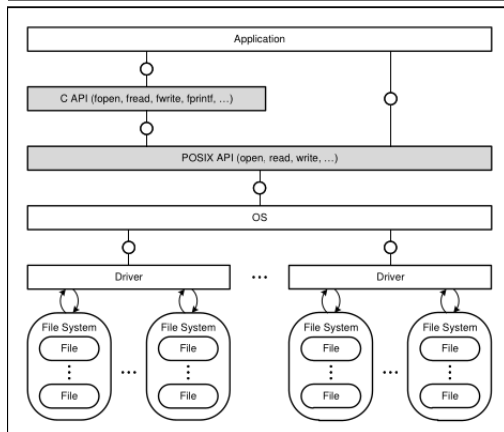 Application
C API (fopen, fread, fwrite, fprintf, ...)
POSIX API (open, read, write, ...)
OS
Driver ... Driver
File System File System File System File System
File File File File
File File File File